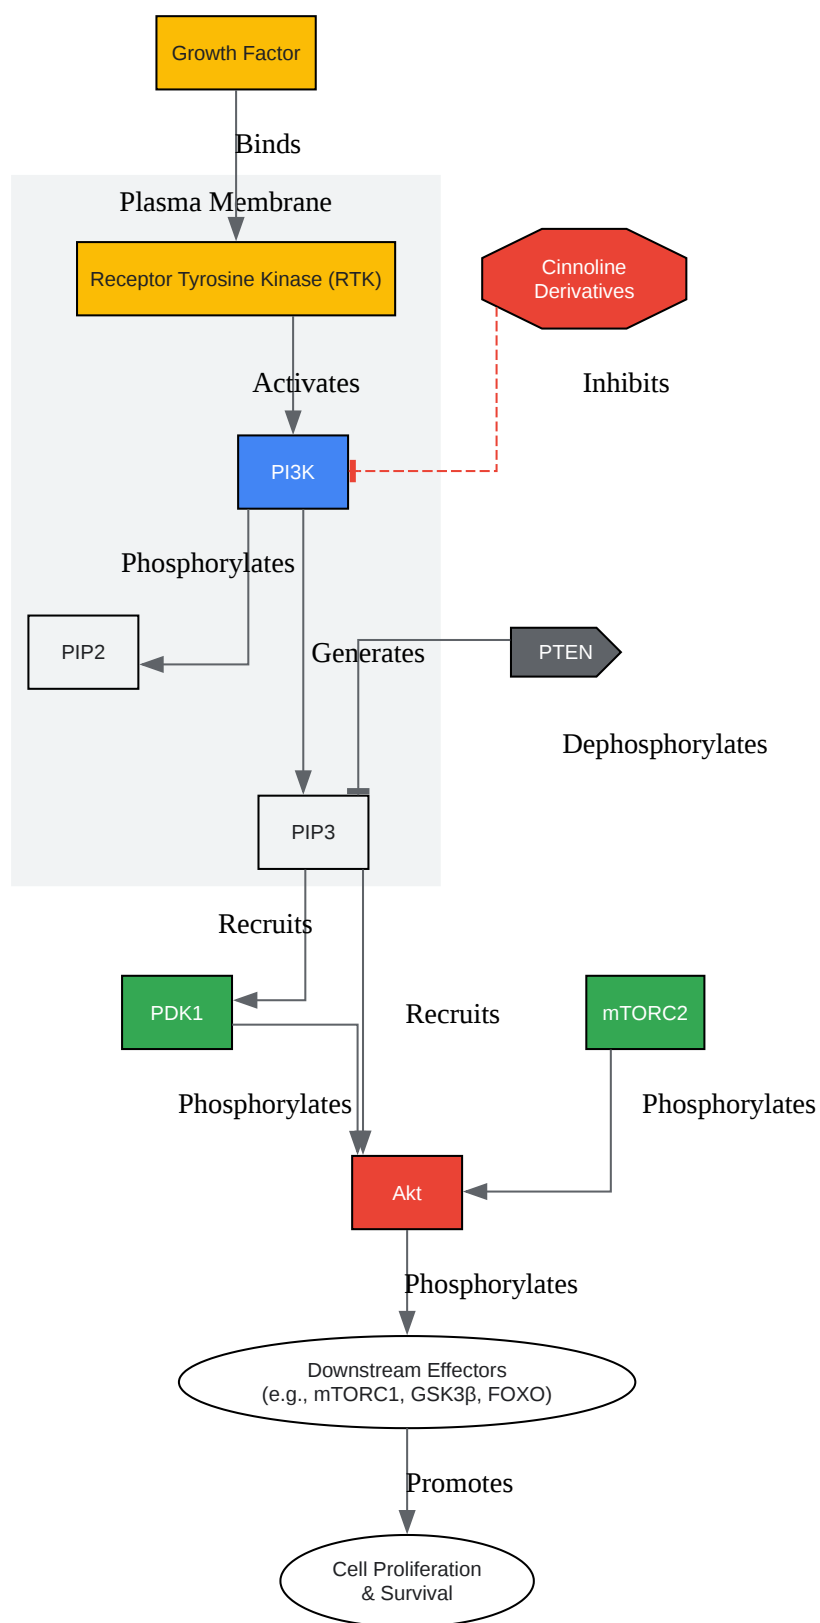 Growth Factor
Binds
Plasma Membrane
Receptor Tyrosine Kinase (RTK)
Cinnoline
Derivatives
Activates
Inhibits
PI3K
Phosphorylates
PIP2
Generates
PTEN
Dephosphorylates
PIP3
Recruits
PDK1
Recruits
mTORC2
Phosphorylates
Phosphorylates
Akt
Phosphorylates
Downstream Effectors
(e.g., mTORC1, GSK3β, FOXO)
Promotes
Cell Proliferation
& Survival